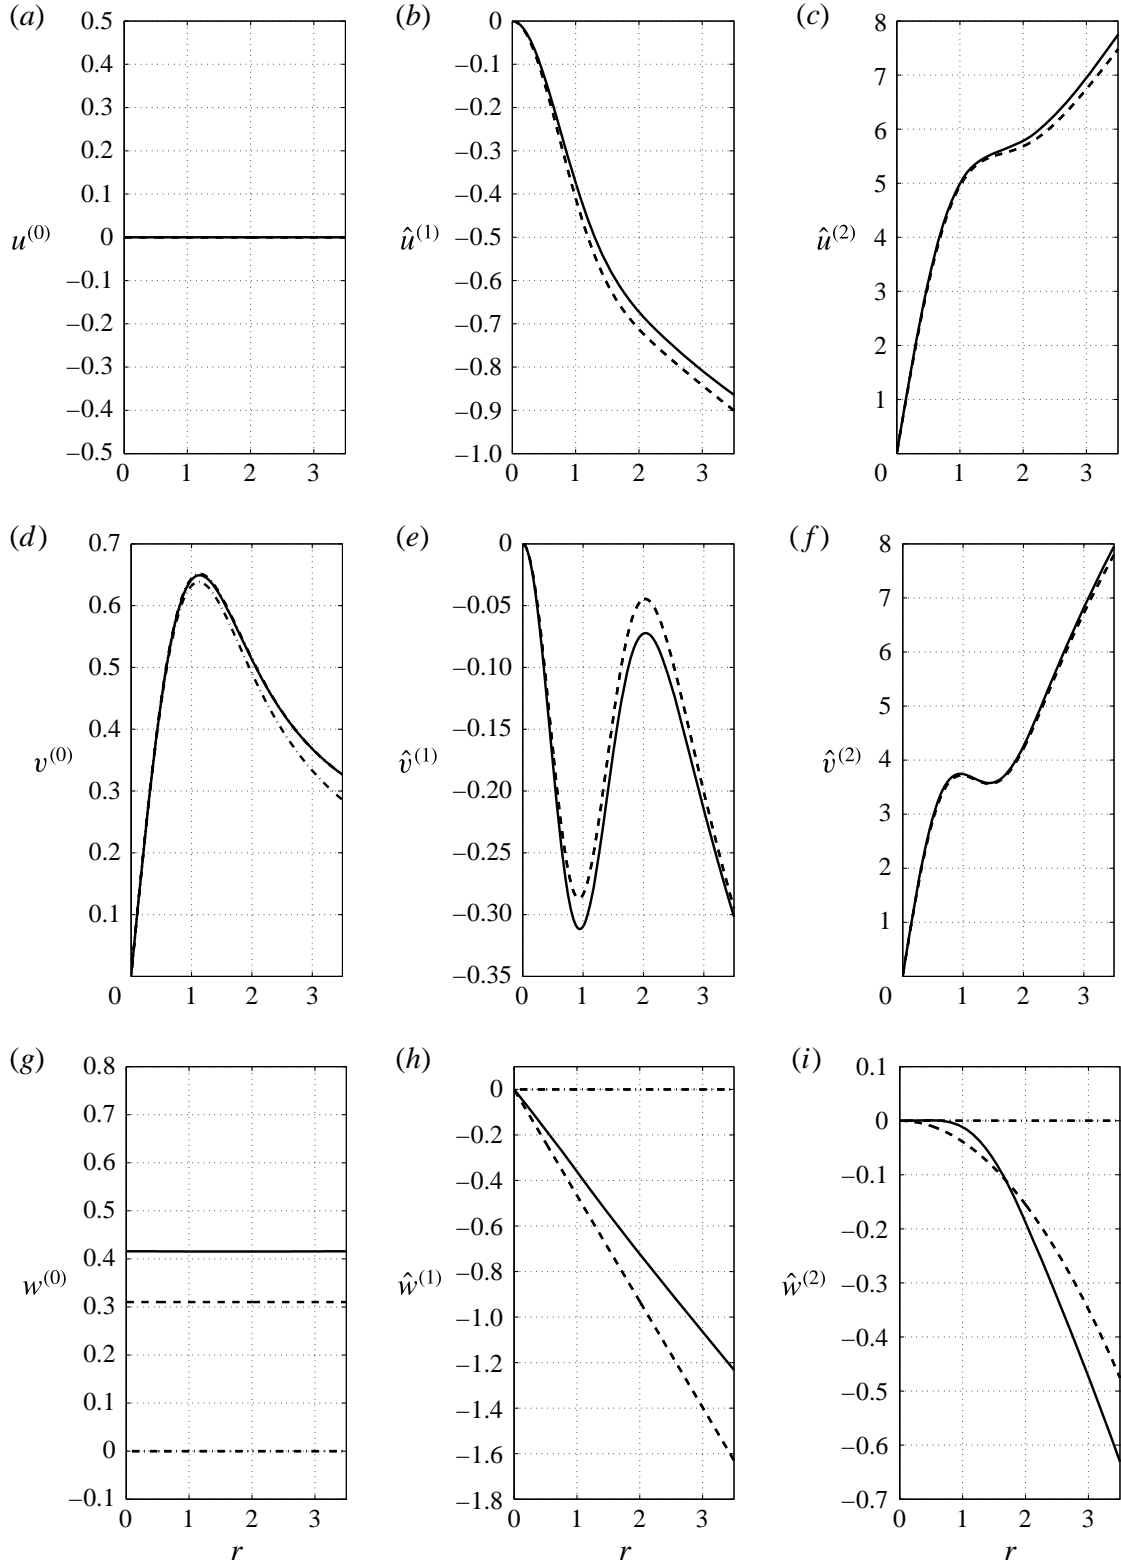 (a) (b) (c)
0.5 0 8
0.4 –0.1 7
0.3 –0.2 6
0.2 –0.3 5
0.1 –0.4
u(0) 0 û(1) –0.5 û(2) 4
–0.1 –0.6 3
–0.2 –0.7 2
–0.3 –0.8
–0.4 –0.9 1
–0.5 –1.0
0 1 2 3 0 1 2 3 0 1 2 3
(d) (e) (f)
0.7 0 8
0.6 –0.05 7
0.5 –0.10 6
0.4 –0.15 5
v(0) v̂(1) v̂(2) 4
0.3 –0.20 3
0.2 –0.25 2
0.1 –0.30 1
–0.35
0 1 2 3 0 1 2 3 0 1 2 3
(g) (h) (i)
0.8 0 0.1
0.7 –0.2 0
0.6 –0.4 –0.1
0.5 –0.6 –0.2
0.4 –0.8
w(0) ŵ(1) ŵ(2) –0.3
0.3 –1.0 –0.4
0.2 –1.2 –0.5
0.1 –1.4
0 –1.6 –0.6
–0.1 –1.8 –0.7
0 1 2 3 0 1 2 3 0 1 2 3
r r r